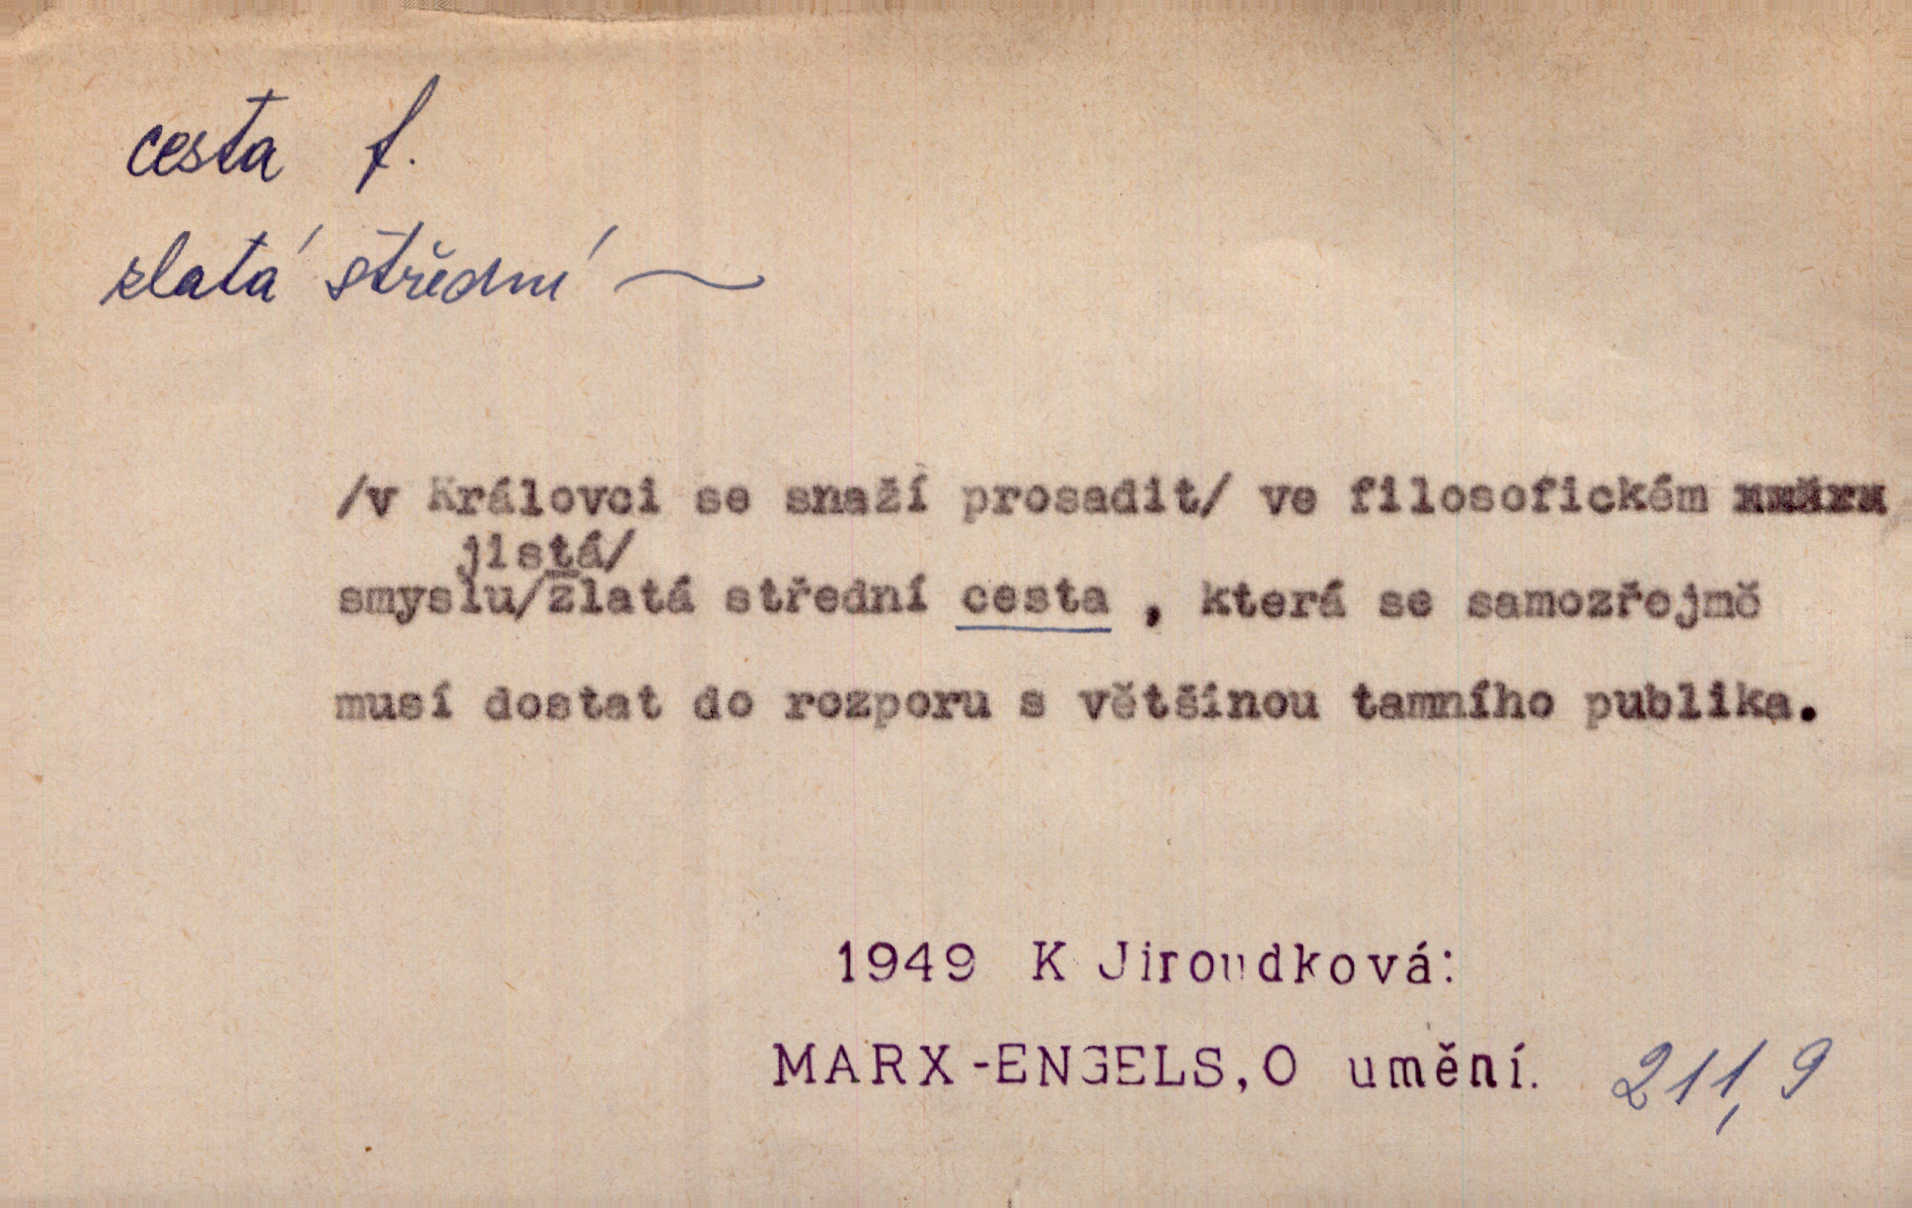 cesta f.
zlatá střední ~
/v Královci se snaží prosadit/ ve filosofickém
jistá/
smyslu/zlatá střední cesta , která se samozřejmě
musí dostat do rozporu s většinou tamního publika.
1949 K Jiroudková:
MARX-ENGELS,O umění. 211,9